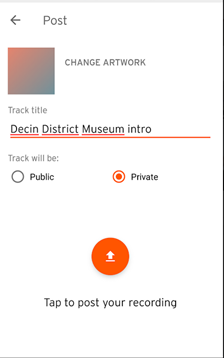 Post
CHANGE ARTWORK
Track title
Decin District Museum intro
Track will be:
Public Private
Tap to post your recording